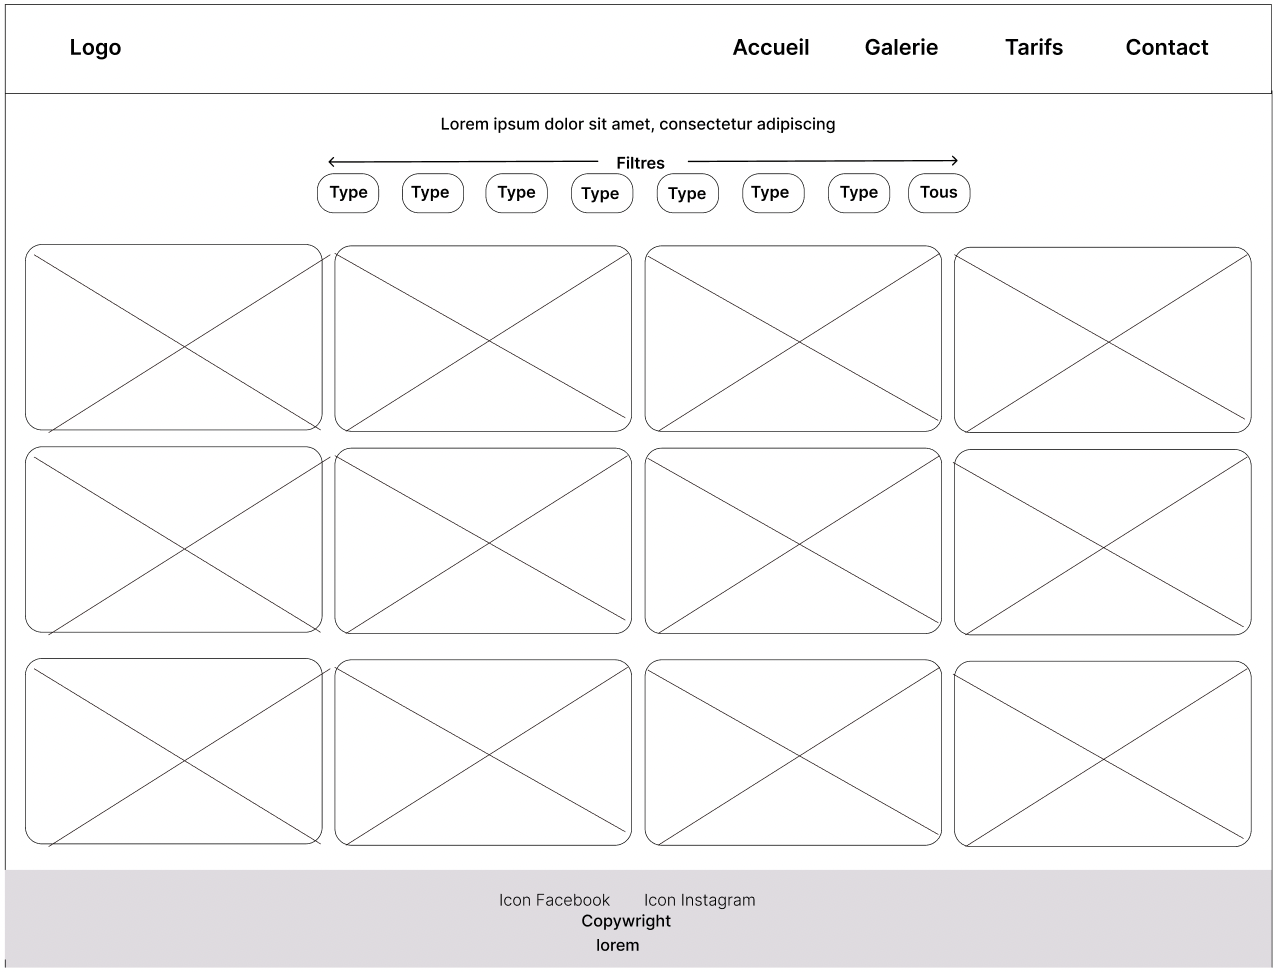 Logo Accueil Galerie Tarifs Contact
Lorem ipsum dolor sit amet, consectetur adipiscing
Filtres
Type Type Type Type Type Type Type Tous
Icon Facebook Icon Instagram
Copywright
lorem